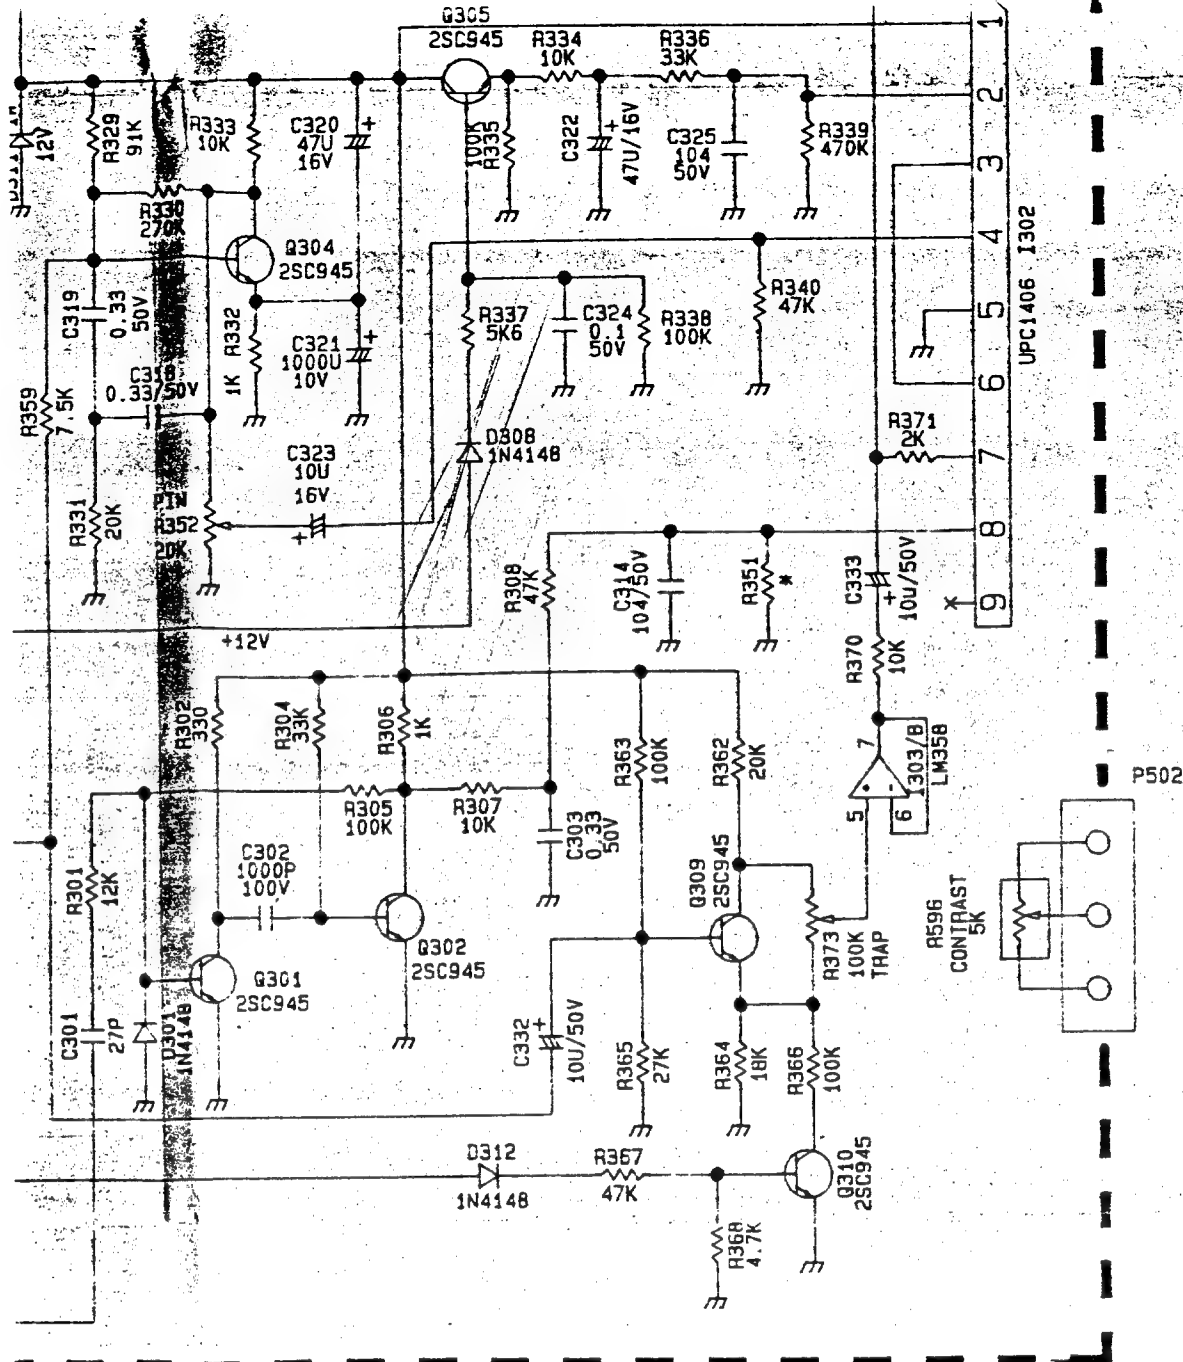 Q305
2SC945
R334
10K
R336
33K
1
2
3
4
5
6
7
8
9
UPC1406 I302
12V
R329
91K
R333
10K
C320
47U
16V
+
100K
R335
C322
+
47U/16V
C325
104
50V
R339
470K
R330
270K
Q304
2SC945
C319
0.33
50V
R332
1K
C321
1000U
10V
+
R337
5K6
C324
0.1
50V
R338
100K
R340
47K
C318
0.33/50V
R359
7.5K
D308
1N4148
R371
2K
C323
10U
16V
+
R331
20K
PIN
R352
20K
R308
47K
C314
104/50V
R351
*
C333
+
10U/50V
×
+12V
R370
10K
R302
330
R304
33K
R306
1K
R363
100K
R362
20K
7
I303/B
LM358
5
6
P502
R305
100K
R307
10K
C303
0.33
50V
R301
12K
C302
1000P
100V
Q309
2SC945
R373
100K
TRAP
R596
CONTRAST
5K
Q302
2SC945
Q301
2SC945
C301
27P
D301
1N4148
C332
+
10U/50V
R365
27K
R364
18K
R366
100K
D312
1N4148
R367
47K
Q310
2SC945
R368
4.7K